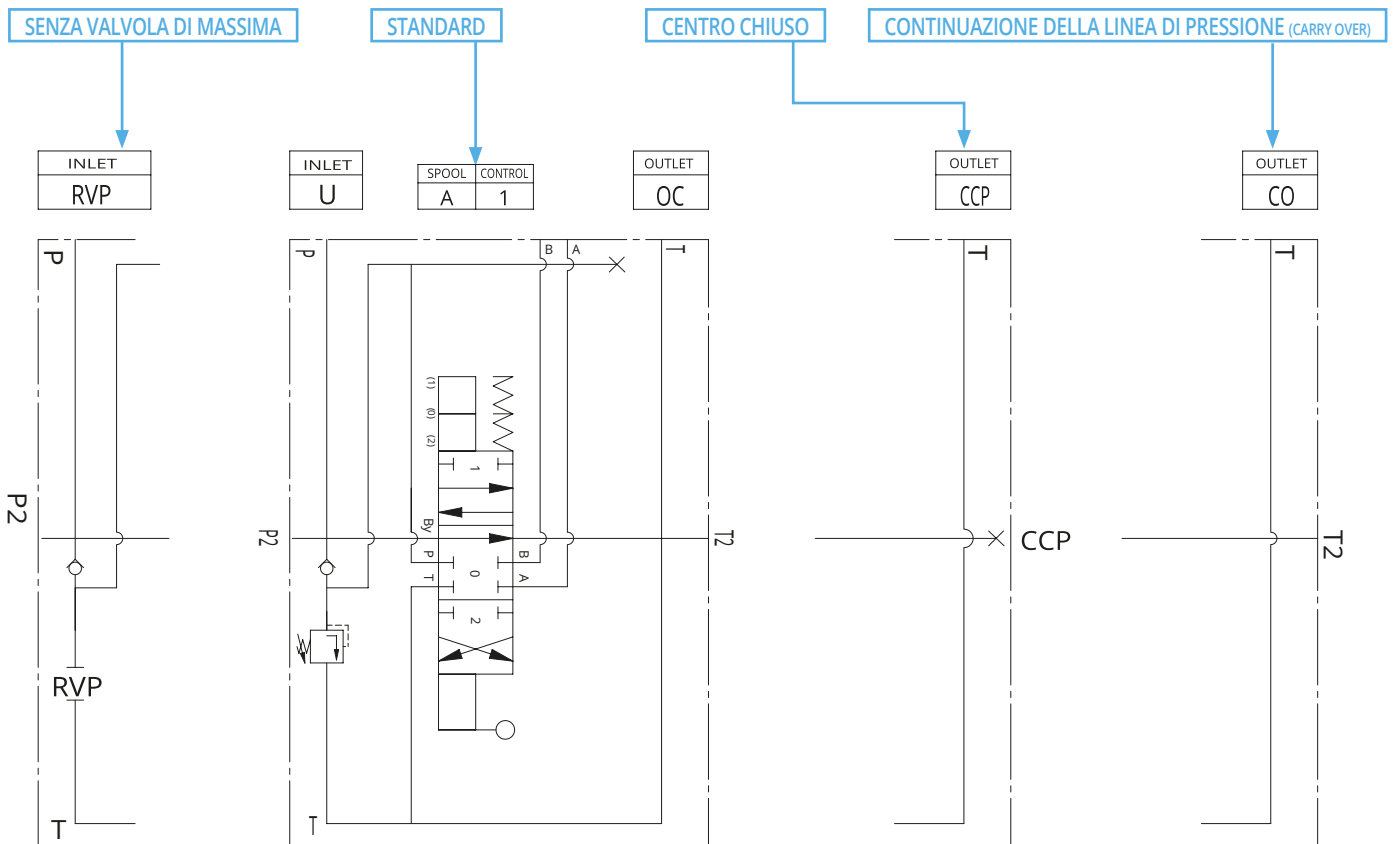 SENZA VALVOLA DI MASSIMA
STANDARD
CENTRO CHIUSO
CONTINUAZIONE DELLA LINEA DI PRESSIONE (CARRY OVER)
INLET
RVP
INLET
U
SPOOL CONTROL
A 1
OUTLET
OC
OUTLET
CCP
OUTLET
CO
P
P2
RVP
T
P
P2
T
B A
T
(1)
(0)
(2)
1
By
P
T
0
B
A
2
T2
T
CCP
T
T2